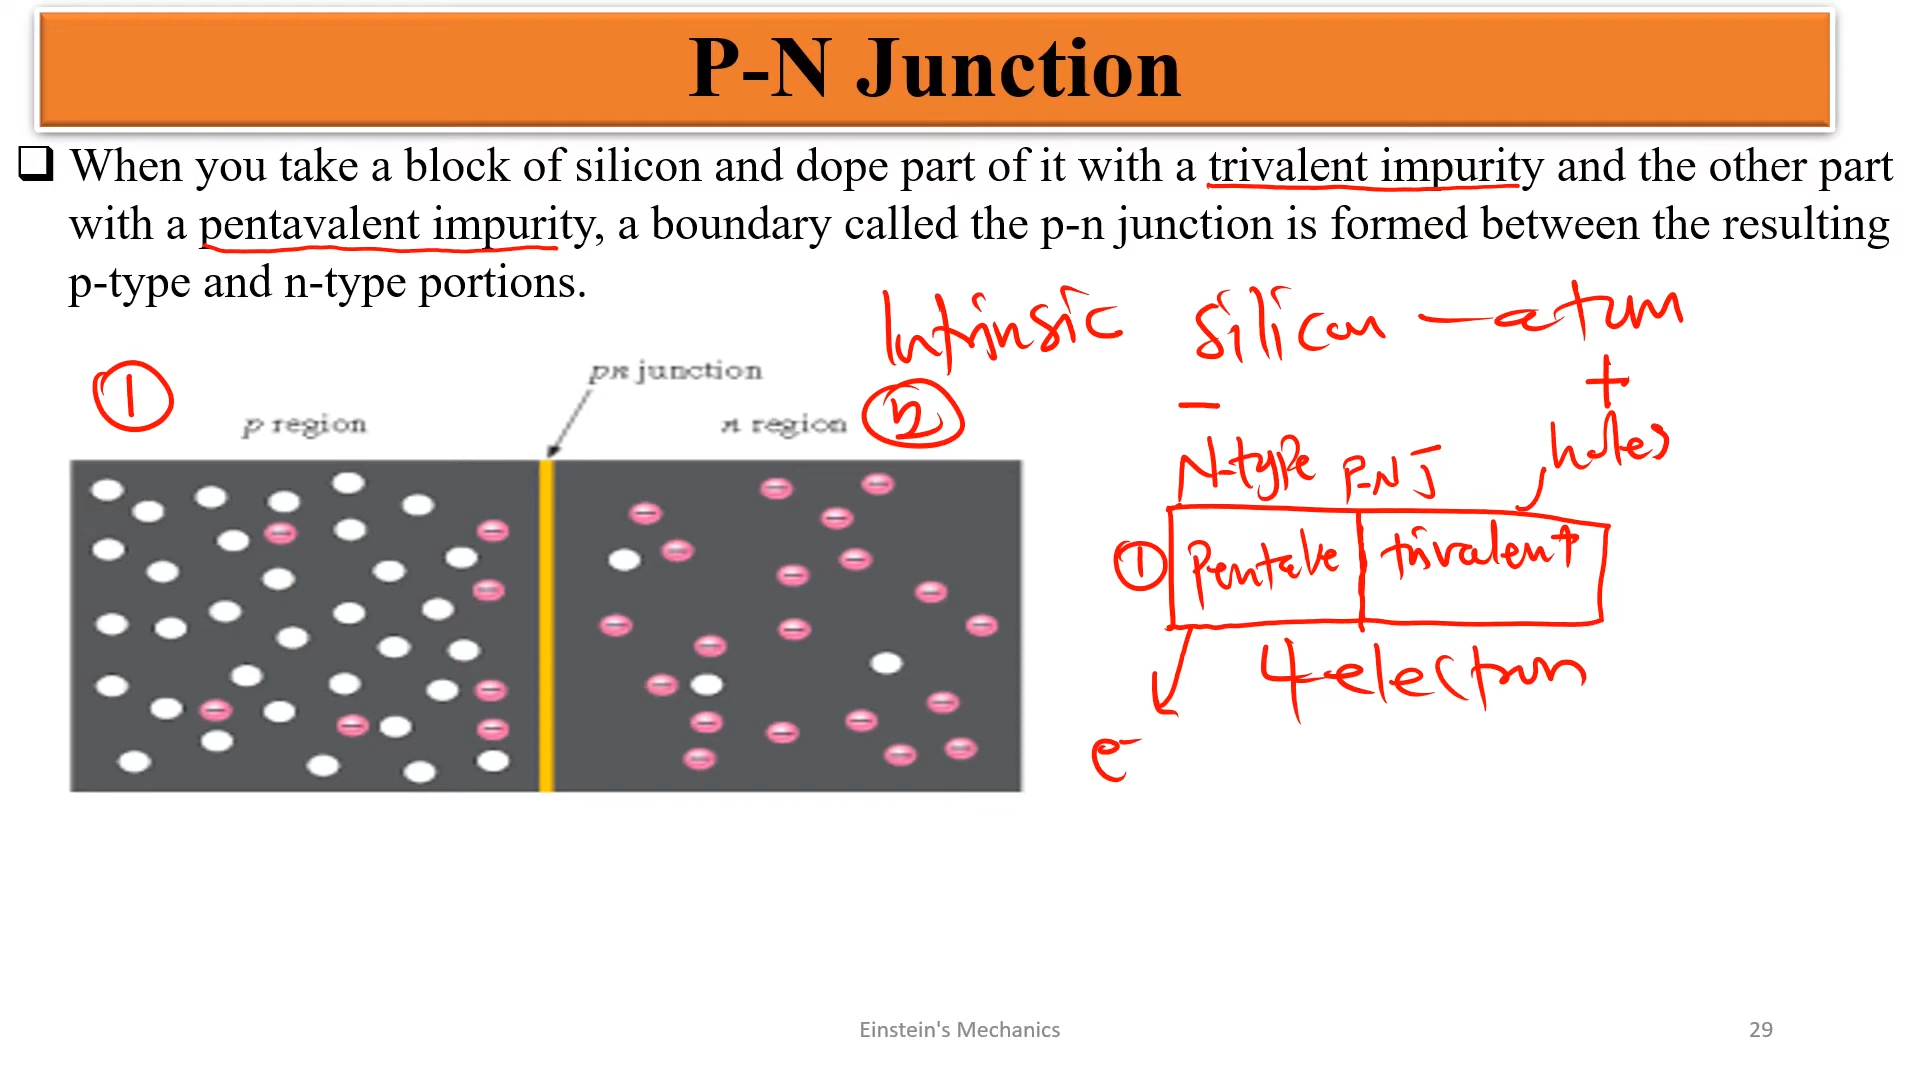 P-N Junction
❑ When you take a block of silicon and dope part of it with a trivalent impurity and the other part
with a pentavalent impurity, a boundary called the p-n junction is formed between the resulting
p-type and n-type portions.
Intrinsic silicon - atom
+
holes
1
pn junction
p region
n region
2
-
N-type P-N J
1 Pentave trivalent
4-electron
e-
Einstein's Mechanics
29